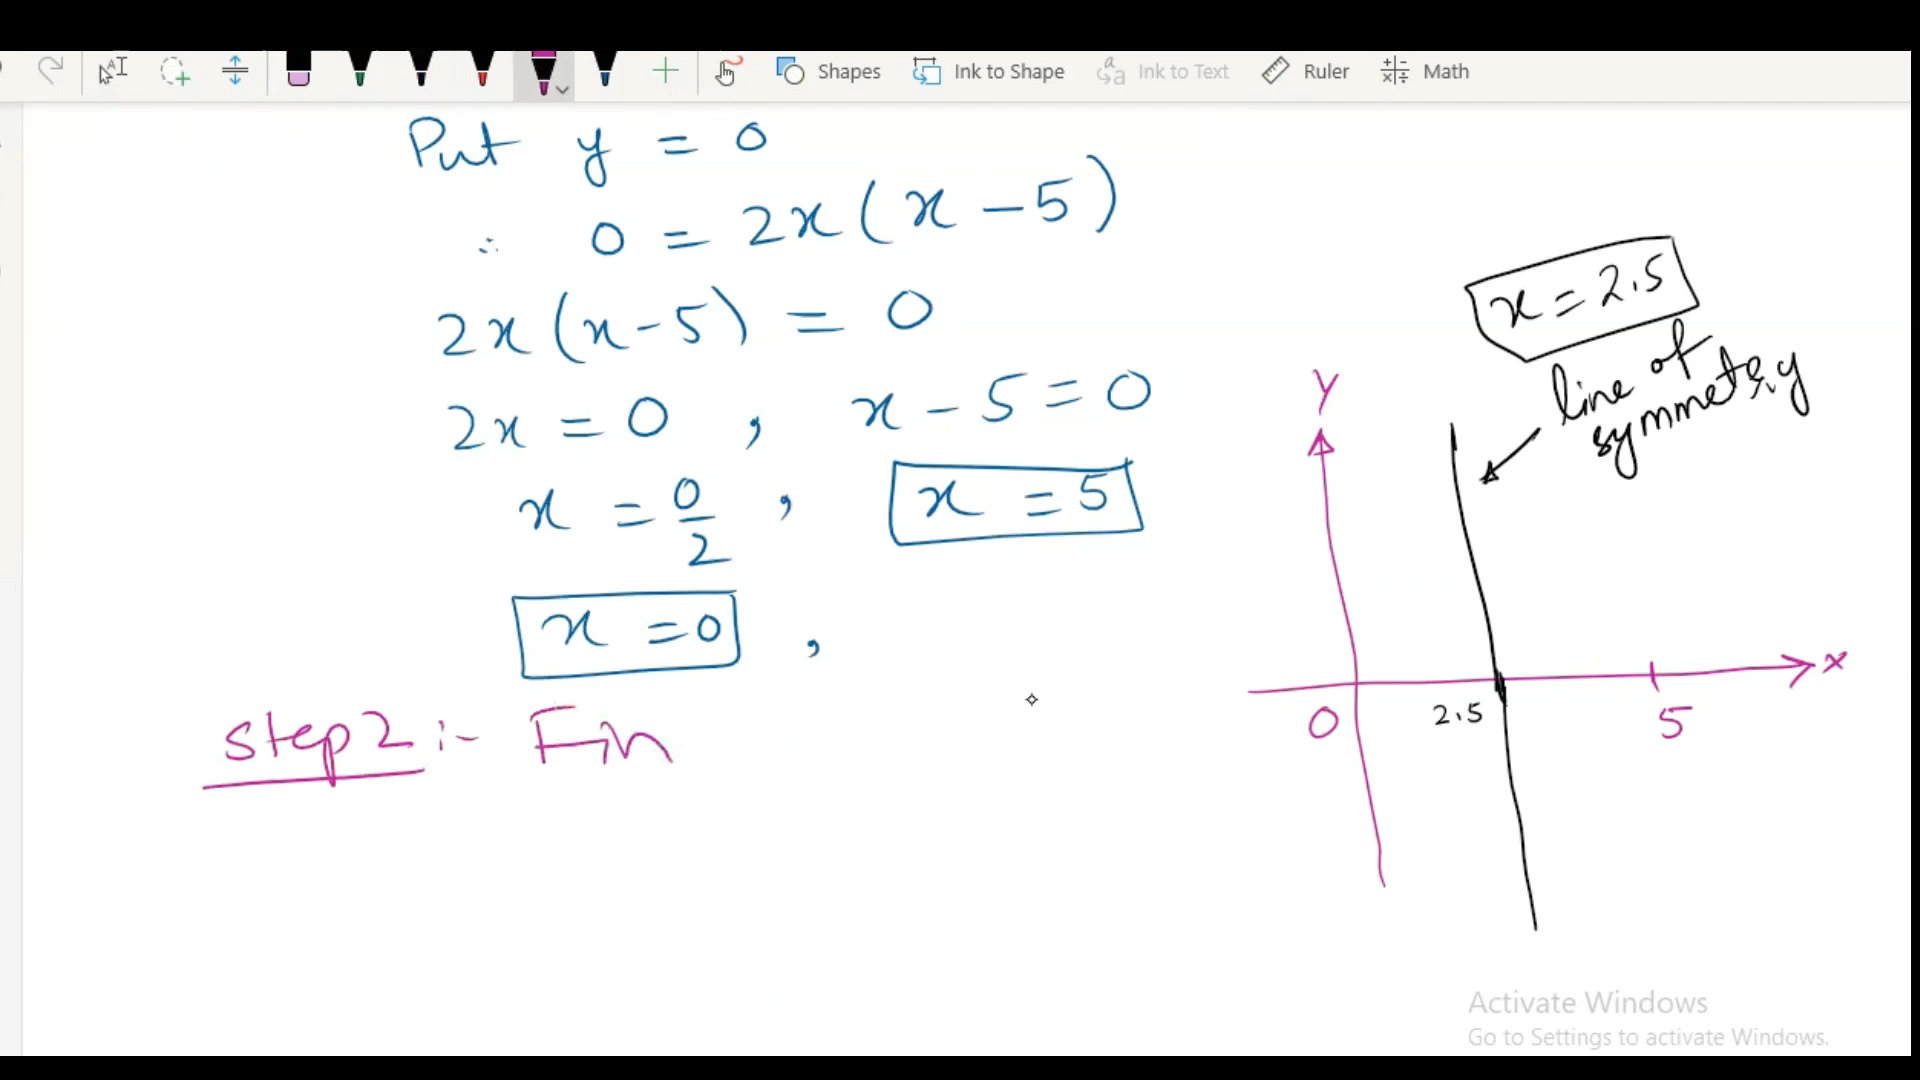 Shapes Ink to Shape Ink to Text Ruler Math
Put y = 0
∴ 0 = 2x(x - 5)
2x(x-5) = 0
2x = 0 , x - 5 = 0
x = 0/2 , x = 5
x = 0 ,
step2 :- Fin
x = 2.5
line of
symmetry
Y
X
0
2.5
5
Activate Windows
Go to Settings to activate Windows.